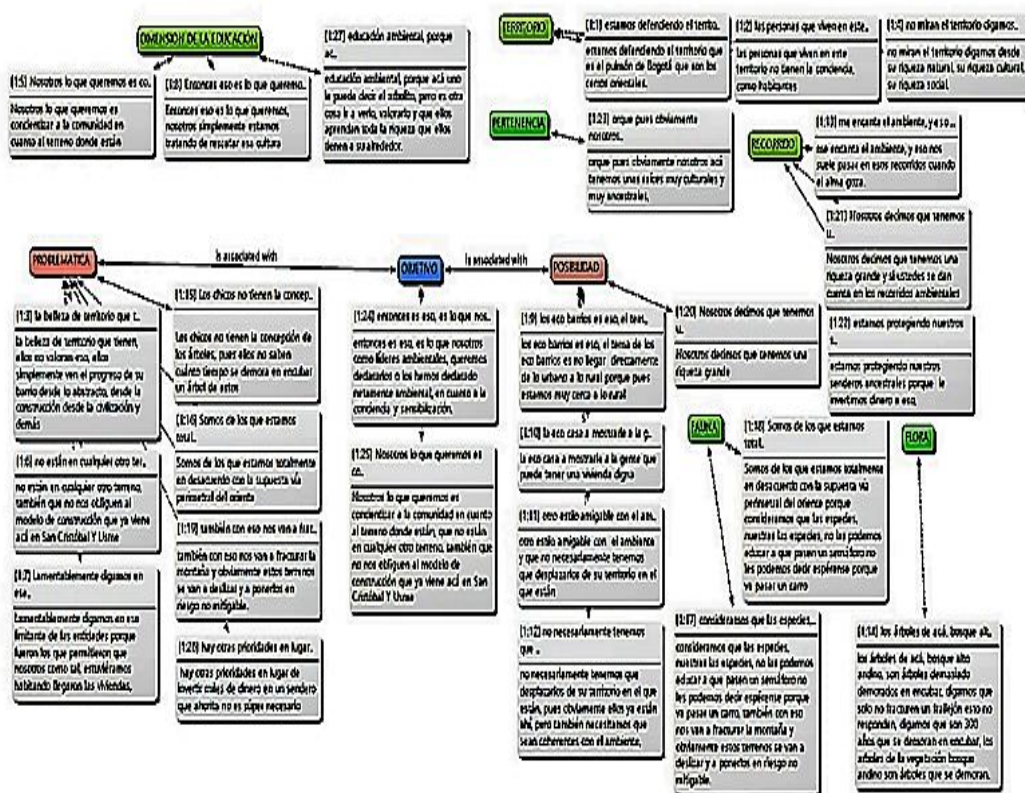 DIMENSION DE LA EDUCACIÓN
[1:5] Nosotros lo que queremos es co..
Nosotros lo que queremos es
concientizar a la comunidad en
cuanto al terreno donde están
[1:8] Entonces eso es lo que queremo..
Entonces eso es lo que queremos,
nosotros simplemente estamos
tratando de rescatar esa cultura
[1:27] educación ambiental, porque
ac..
educación ambiental, porque acá uno
le puede decir el arbolito, pero es otra
cosa ir a verlo, valorarlo y que ellos
aprendan toda la riqueza que ellos
tienen a su alrededor.
TERRITORIO
[1:1] estamos defendiendo el territo..
estamos defendiendo el territorio que
es el pulmón de Bogotá que son los
cerros orientales.
[1:2] las personas que viven en este..
las personas que viven en este
territorio no tienen la conciencia,
como habitantes
[1:4] no miran el territorio digamos..
no miran el territorio digamos desde
su riqueza natural, su riqueza cultural,
su riqueza social.
PERTENENCIA
[1:23] orque pues obviamente
nosotros..
orque pues obviamente nosotros acá
tenemos unas raíces muy culturales y
muy ancestrales,
RECORRIDO
[1:13] me encanta el ambiente, y eso ..
me encanta el ambiente, y eso nos
suele pasar en esos recorridos cuando
el alma goza.
[1:21] Nosotros decimos que tenemos
u..
Nosotros decimos que tenemos una
riqueza grande y si ustedes se dan
cuenta en los recorridos ambientales
[1:22] estamos protegiendo nuestros
s..
estamos protegiendo nuestros
senderos ancestrales porque le
invertimos dinero a eso,
PROBLEMATICA
is associated with
OBJETIVO
is associated with
POSIBILIDAD
[1:3] la belleza de territorio que t..
la belleza de territorio que tienen,
ellos no valoran eso, ellos
simplemente ven el progreso de su
barrio desde lo abstracto, desde la
construcción desde la civilización y
demás
[1:6] no están en cualquier otro ter..
no están en cualquier otro terreno,
también que no nos obliguen al
modelo de construcción que ya viene
acá en San Cristóbal Y Usme
[1:7] Lamentablemente digamos en
ese..
Lamentablemente digamos en ese
limitante de las entidades porque
fueron los que permitieron que
nosotros como tal, estuviéramos
habitando llegaron las viviendas,
[1:15] Los chicos no tienen la concep..
Los chicos no tienen la concepción de
los árboles, pues ellos no saben
cuánto tiempo se demora en encubar
un árbol de estos
[1:16] Somos de los que estamos
total..
Somos de los que estamos totalmente
en desacuerdo con la supuesta vía
perimetral del oriente
[1:19] también con eso nos van a frac..
también con eso nos van a fracturar la
montaña y obviamente estos terrenos
se van a deslizar y a ponerlos en
riesgo no mitigable.
[1:26] hay otras prioridades en lugar..
hay otras prioridades en lugar de
invertir miles de dinero en un sendero
que ahorita no es súper necesario
[1:24] entonces es eso, es lo que nos..
entonces es eso, es lo que nosotros
como líderes ambientales, queremos
dedicarlos o los hemos dedicado
netamente ambiental, en cuanto a la
conciencia y sensibilización.
[1:25] Nosotros lo que queremos es
co..
Nosotros lo que queremos es
concientizar a la comunidad en cuanto
al terreno donde están, que no están
en cualquier otro terreno, también que
no nos obliguen al modelo de
construcción que ya viene acá en San
Cristóbal Y Usme
[1:9] los eco barrios es eso, el tem..
los eco barrios es eso, el tema de los
eco barrios es no llegar directamente
de lo urbano a lo rural porque pues
estamos muy cerca a lo rural
[1:10] la eco casa a mostrarle a la g..
la eco casa a mostrarle a la gente que
puede tener una vivienda digna
[1:11] otro estilo amigable con el am..
otro estilo amigable con el ambiente
y que no necesariamente tenemos
que desplazarlos de su territorio en el
que están
[1:12] no necesariamente tenemos
que ..
no necesariamente tenemos que
desplazarlos de su territorio en el que
están, pues obviamente ellos ya están
ahí, pero también necesitamos que
sean coherentes con el ambiente,
[1:20] Nosotros decimos que tenemos
u..
Nosotros decimos que tenemos una
riqueza grande
FAUNA
[1:18] Somos de los que estamos
total..
Somos de los que estamos totalmente
en desacuerdo con la supuesta vía
perimetral del oriente porque
consideramos que las especies,
nuestras las especies, no las podemos
educar a que pasen un semáforo no
les podemos decir espérense porque
va pasar un carro
[1:17] consideramos que las especies,..
consideramos que las especies,
nuestras las especies, no las podemos
educar a que pasen un semáforo no
les podemos decir espérense porque
va pasar un carro, también con eso
nos van a fracturar la montaña y
obviamente estos terrenos se van a
deslizar y a ponerlos en riesgo no
mitigable.
FLORA
[1:14] los árboles de acá, bosque alt..
los árboles de acá, bosque alto
andino, son árboles demasiado
demorados en encubar, digamos que
solo no fracturen un frailejón esto no
responden, digamos que son 300
años que se demoran en encubar, los
árboles de la vegetación bosque
andino son árboles que se demoran.